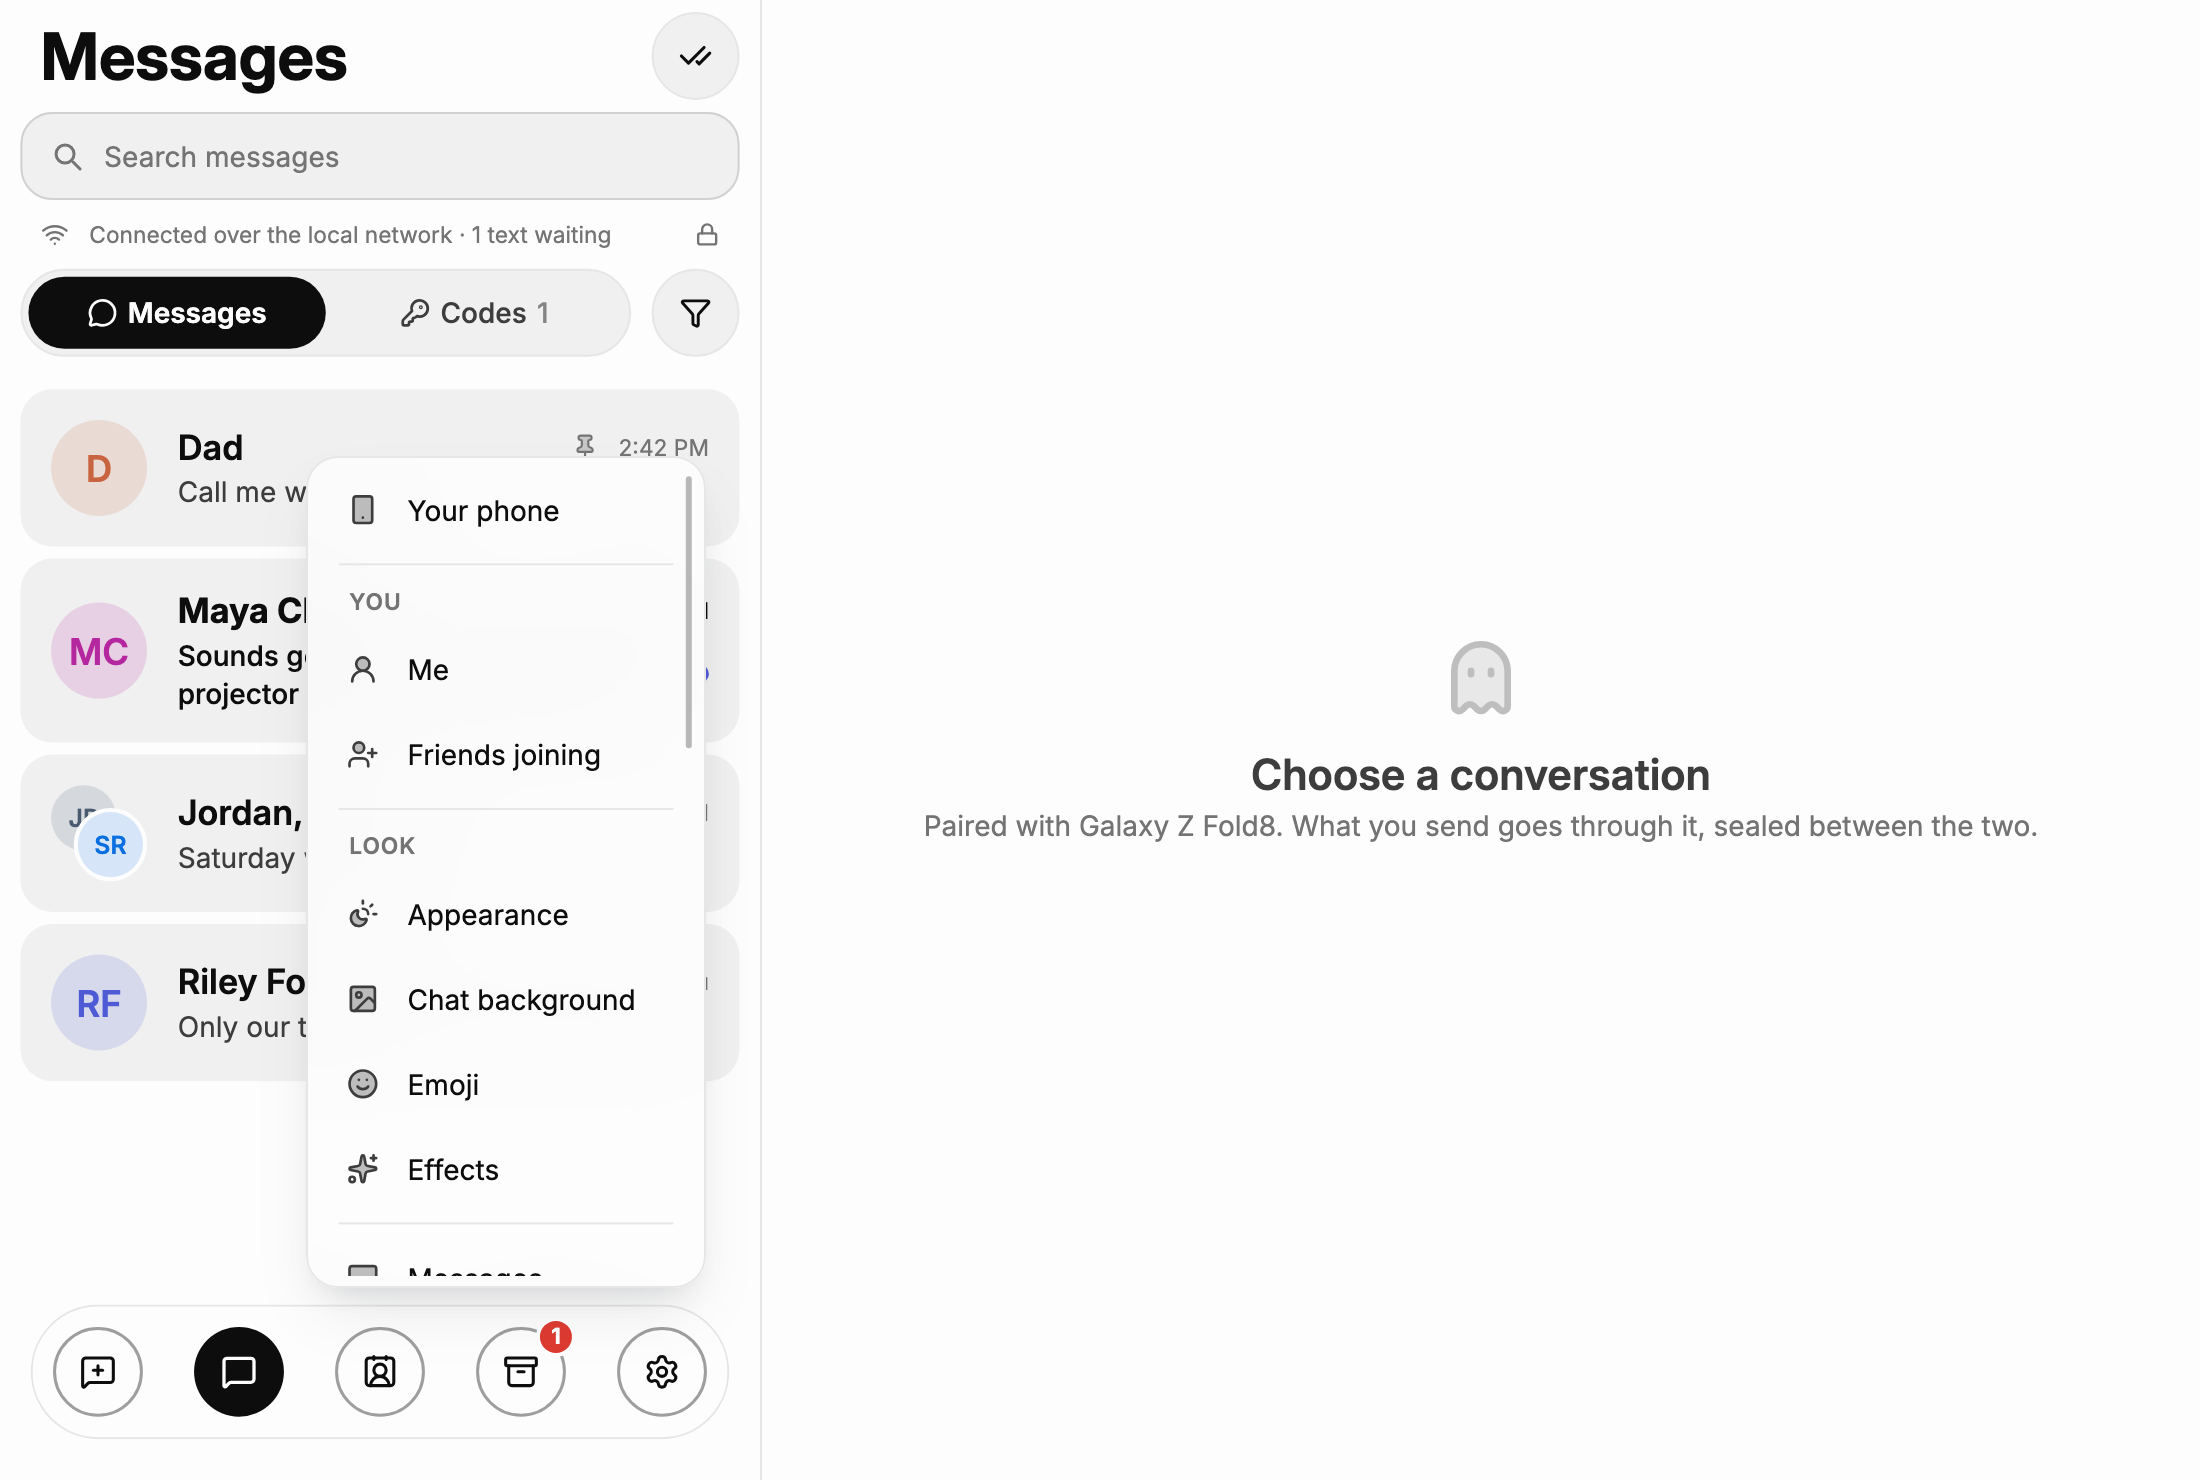 Messages
Search messages
Connected over the local network · 1 text waiting
Messages
Codes 1
D
Dad
2:42 PM
Call me
MC
Maya
Sounds
projector
SR
Jordan,
Saturday
RF
Riley
Only our
Your phone
YOU
Me
Friends joining
LOOK
Appearance
Chat background
Emoji
Effects
Messages
1
Choose a conversation
Paired with Galaxy Z Fold8. What you send goes through it, sealed between the two.